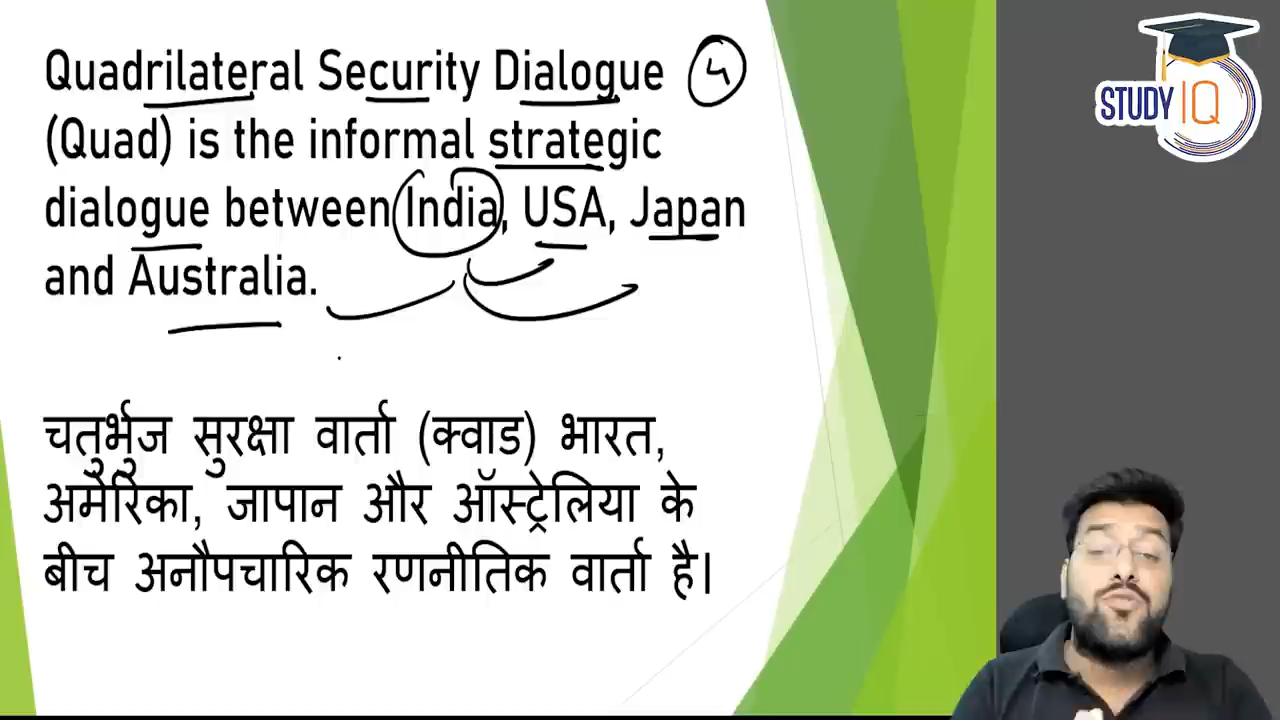 Quadrilateral Security Dialogue 4
(Quad) is the informal strategic
dialogue between India, USA, Japan
and Australia.
चतुर्भुज सुरक्षा वार्ता (क्वाड) भारत,
अमेरिका, जापान और ऑस्ट्रेलिया के
बीच अनौपचारिक रणनीतिक वार्ता है।
STUDY IQ